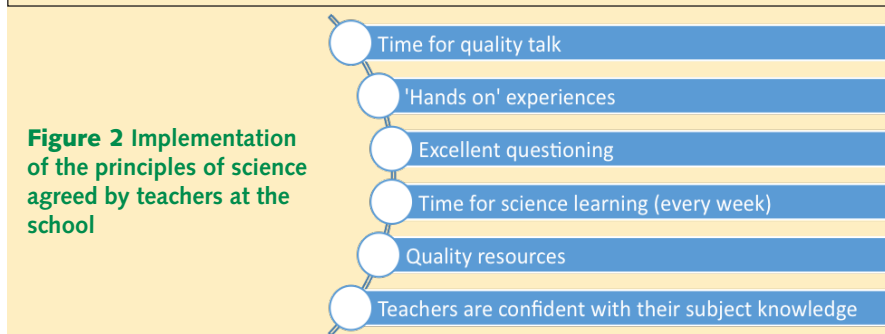 Figure 2 Implementation
of the principles of science
agreed by teachers at the
school
Time for quality talk
'Hands on' experiences
Excellent questioning
Time for science learning (every week)
Quality resources
Teachers are confident with their subject knowledge